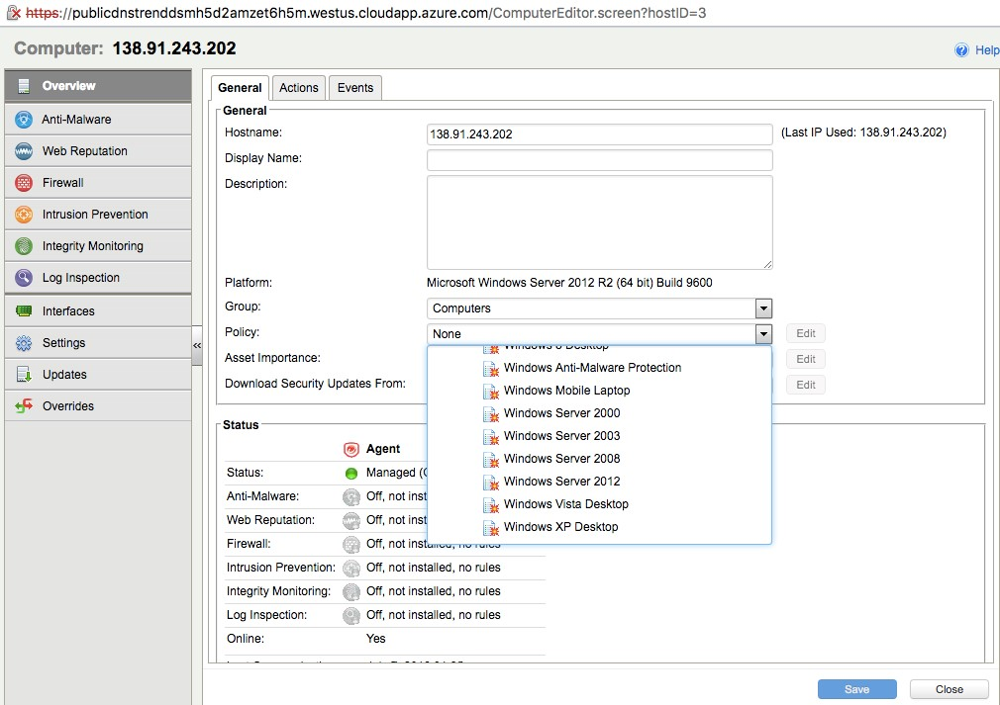 https://publicdnstrenddsmh5d2amzet6h5m.westus.cloudapp.azure.com/ComputerEditor.screen?hostID=3
Computer: 138.91.243.202
Help
Overview
Anti-Malware
Web Reputation
Firewall
Intrusion Prevention
Integrity Monitoring
Log Inspection
Interfaces
Settings
Updates
Overrides
«
General Actions Events
General
Hostname: 138.91.243.202 (Last IP Used: 138.91.243.202)
Display Name:
Description:
Platform: Microsoft Windows Server 2012 R2 (64 bit) Build 9600
Group: Computers
Policy: None Edit
Asset Importance: Edit
Download Security Updates From: Edit
Windows 8 Desktop
Windows Anti-Malware Protection
Windows Mobile Laptop
Windows Server 2000
Windows Server 2003
Windows Server 2008
Windows Server 2012
Windows Vista Desktop
Windows XP Desktop
Status
Agent
Status: Managed (
Anti-Malware: Off, not inst
Web Reputation: Off, not inst
Firewall: Off, not installed, no rules
Intrusion Prevention: Off, not installed, no rules
Integrity Monitoring: Off, not installed, no rules
Log Inspection: Off, not installed, no rules
Online: Yes
Save Close